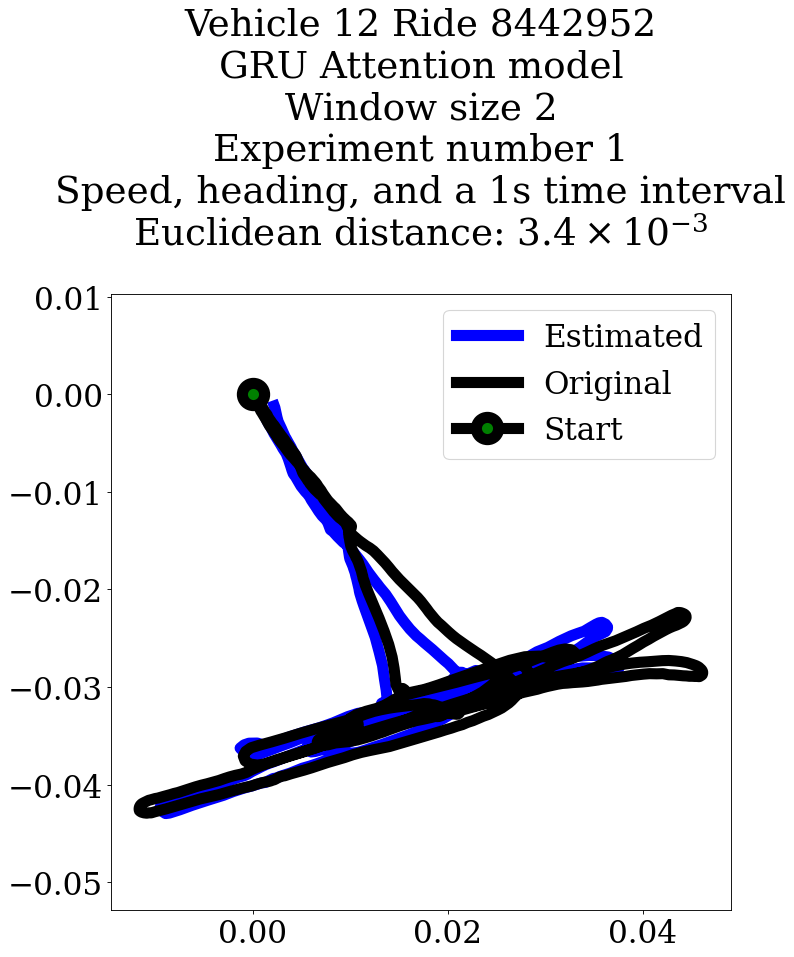 Vehicle 12 Ride 8442952
GRU Attention model
Window size 2
Experiment number 1
Speed, heading, and a 1s time interval
Euclidean distance: 3.4 × 10⁻³
0.01
0.00
−0.01
−0.02
−0.03
−0.04
−0.05
Estimated
Original
Start
0.00 0.02 0.04